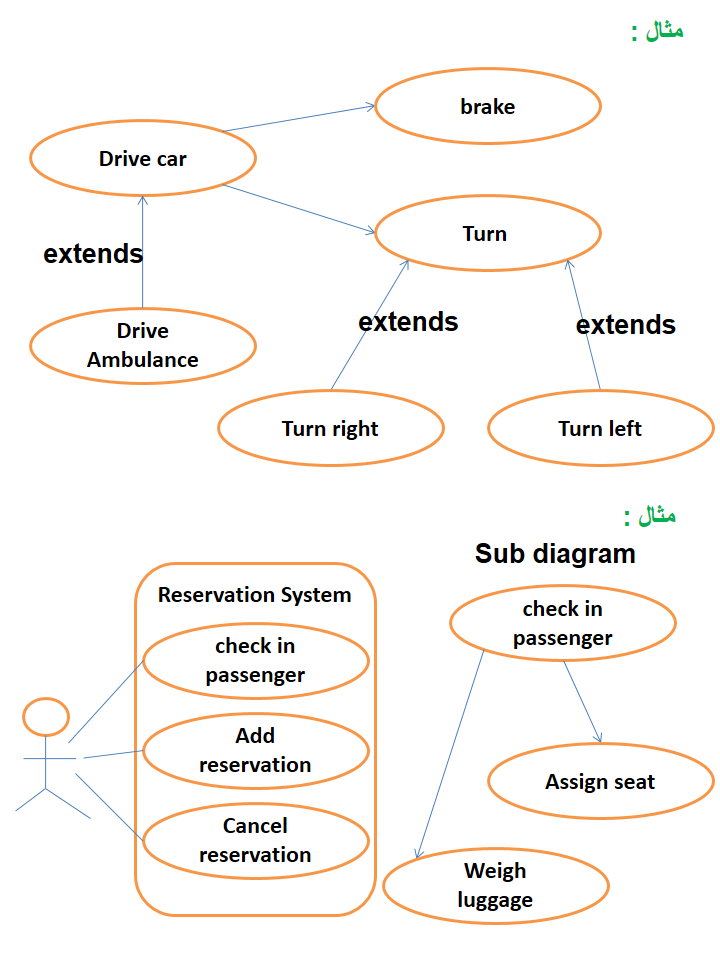 مثال :
brake
Drive car
Turn
extends
Drive
Ambulance
extends
extends
Turn right
Turn left
مثال :
Sub diagram
Reservation System
check in
passenger
Add
reservation
Cancel
reservation
check in
passenger
Assign seat
Weigh
luggage